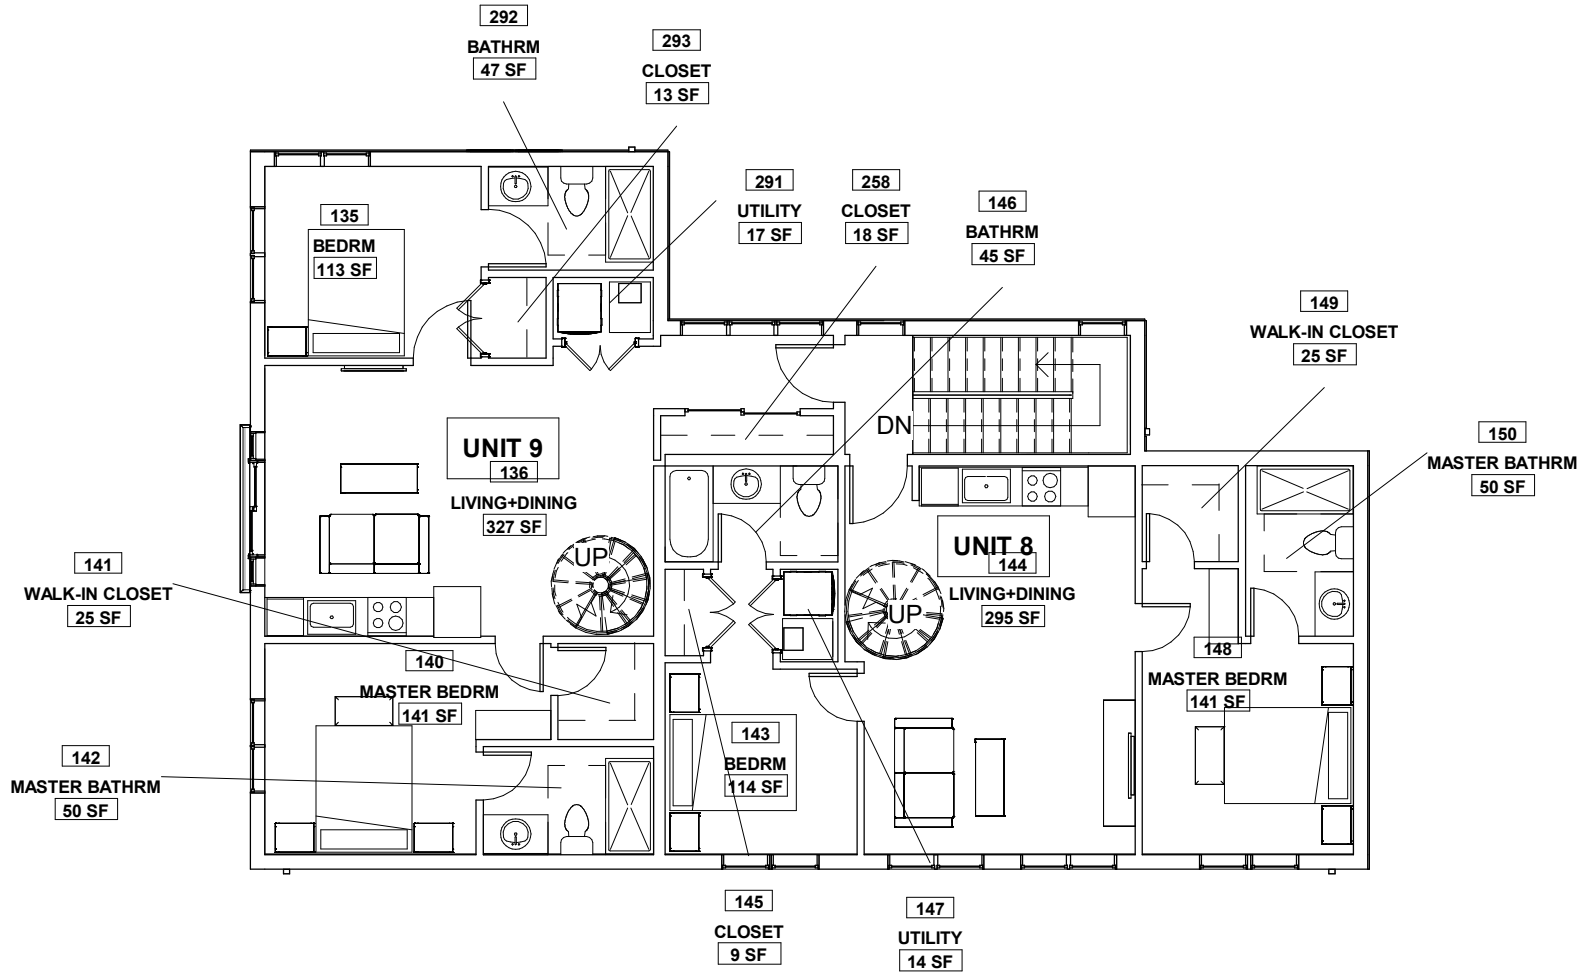 292
BATHRM
47 SF
293
CLOSET
13 SF
291
UTILITY
17 SF
258
CLOSET
18 SF
146
BATHRM
45 SF
135
BEDRM
113 SF
149
WALK-IN CLOSET
25 SF
150
MASTER BATHRM
50 SF
DN
UNIT 9
136
LIVING+DINING
327 SF
UP
UNIT 8
144
LIVING+DINING
295 SF
UP
141
WALK-IN CLOSET
25 SF
140
MASTER BEDRM
141 SF
148
MASTER BEDRM
141 SF
142
MASTER BATHRM
50 SF
143
BEDRM
114 SF
145
CLOSET
9 SF
147
UTILITY
14 SF